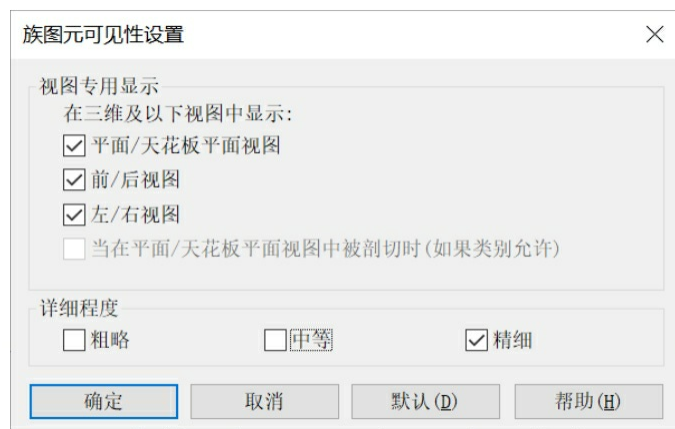 族图元可见性设置
视图专用显示
在三维及以下视图中显示:
平面/天花板平面视图
前/后视图
左/右视图
当在平面/天花板平面视图中被剖切时(如果类别允许)
详细程度
粗略 中等 精细
确定 取消 默认(D) 帮助(H)